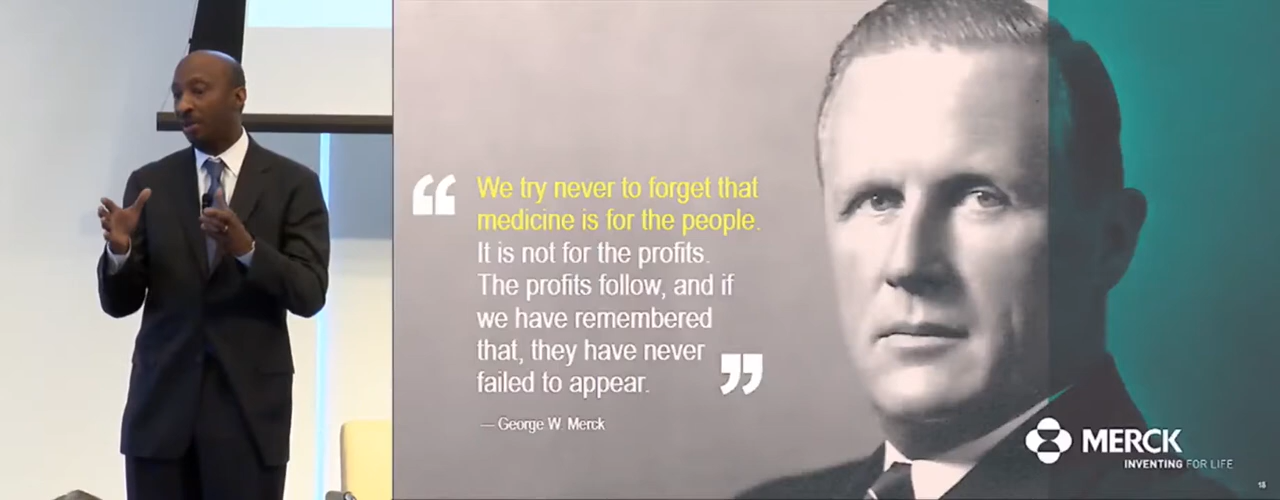 “ We try never to forget that
medicine is for the people.
It is not for the profits.
The profits follow, and if
we have remembered
that, they have never
failed to appear. ”
— George W. Merck
MERCK
INVENTING FOR LIFE
18